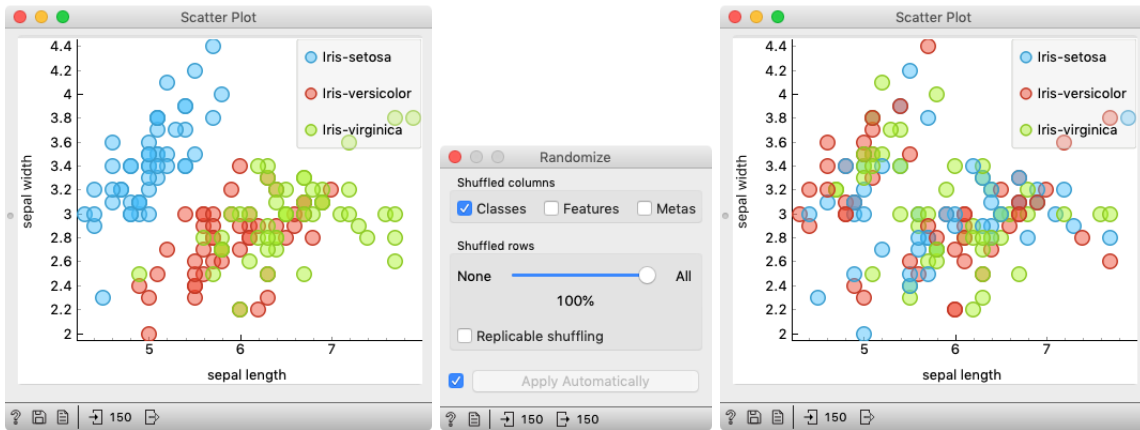 Scatter Plot
4.4
4.2
4
3.8
3.6
3.4
3.2
3
2.8
2.6
2.4
2.2
2
sepal width
5 6 7
sepal length
Iris-setosa
Iris-versicolor
Iris-virginica
? 150
Randomize
Shuffled columns
Classes Features Metas
Shuffled rows
None All
100%
Replicable shuffling
Apply Automatically
? 150 150
Scatter Plot
4.4
4.2
4
3.8
3.6
3.4
3.2
3
2.8
2.6
2.4
2.2
2
sepal width
5 6 7
sepal length
Iris-setosa
Iris-versicolor
Iris-virginica
? 150